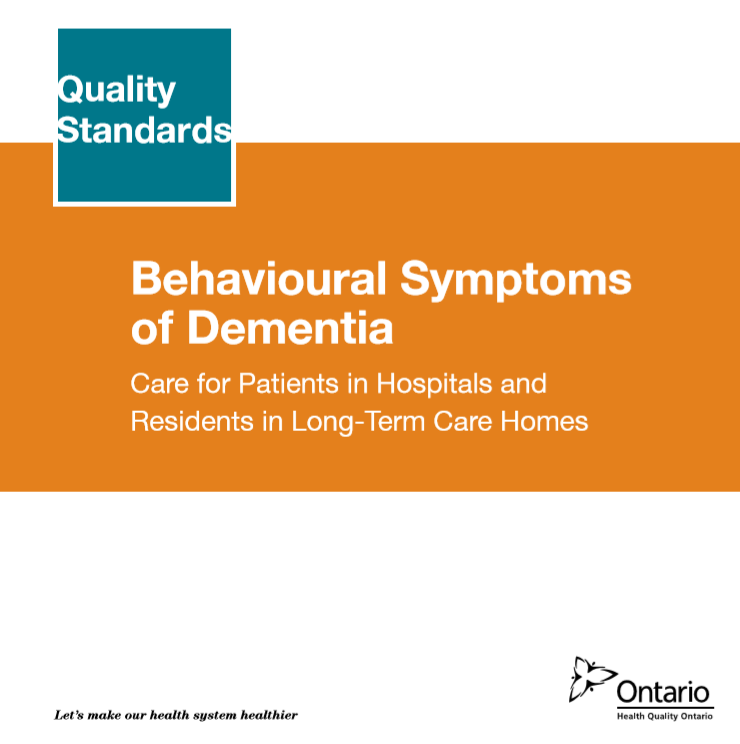 Quality
Standards
Behavioural Symptoms
of Dementia
Care for Patients in Hospitals and
Residents in Long-Term Care Homes
Let's make our health system healthier
Ontario
Health Quality Ontario